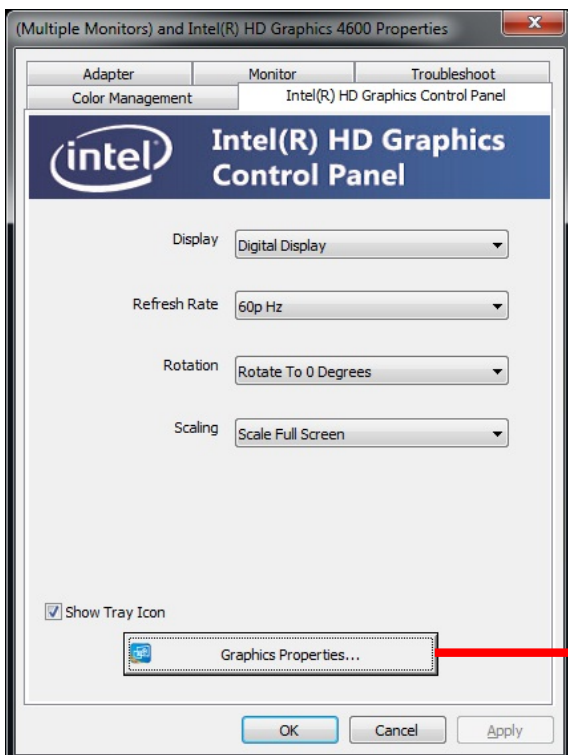 (Multiple Monitors) and Intel(R) HD Graphics 4600 Properties
x
Adapter Monitor Troubleshoot
Color Management Intel(R) HD Graphics Control Panel
intel Intel(R) HD Graphics
Control Panel
Display Digital Display
Refresh Rate 60p Hz
Rotation Rotate To 0 Degrees
Scaling Scale Full Screen
Show Tray Icon
Graphics Properties...
OK Cancel Apply